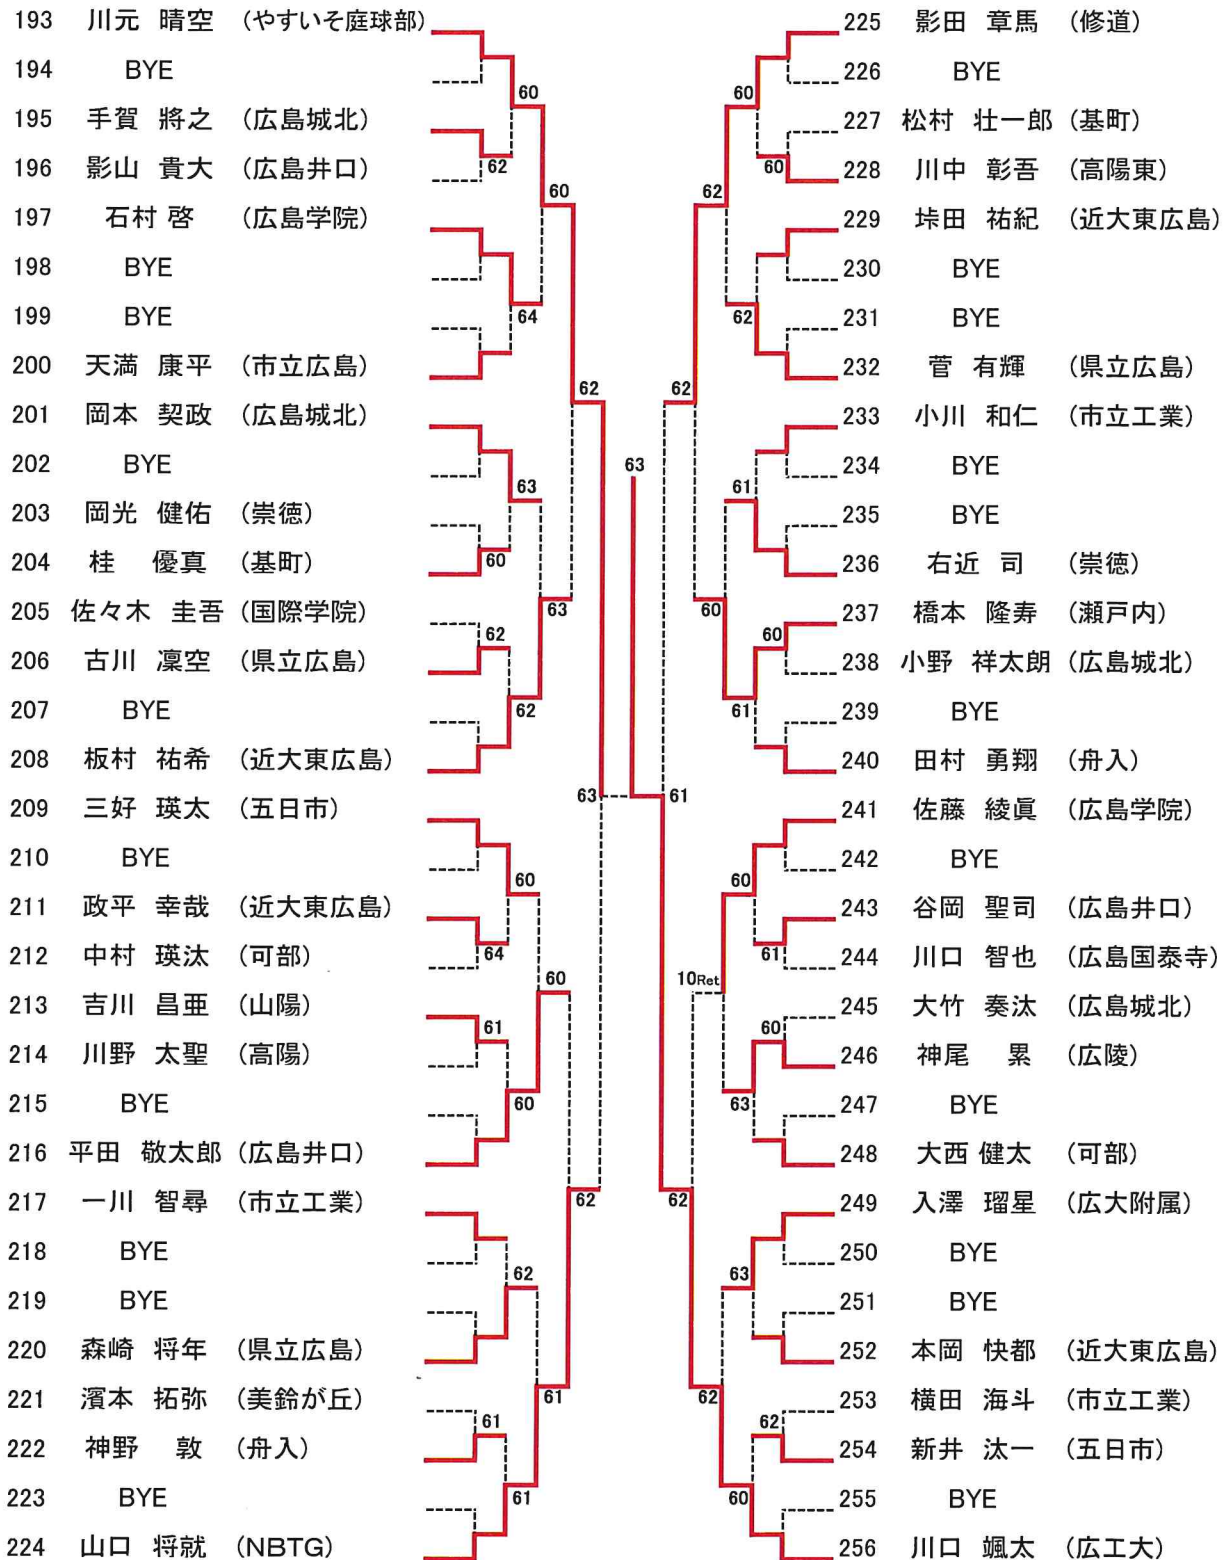 193 川元 晴空 (やすいそ庭球部)
194 BYE
195 手賀 將之 (広島城北)
196 影山 貴大 (広島井口)
197 石村 啓 (広島学院)
198 BYE
199 BYE
200 天満 康平 (市立広島)
201 岡本 契政 (広島城北)
202 BYE
203 岡光 健佑 (崇徳)
204 桂 優真 (基町)
205 佐々木 圭吾 (国際学院)
206 古川 凜空 (県立広島)
207 BYE
208 板村 祐希 (近大東広島)
209 三好 瑛太 (五日市)
210 BYE
211 政平 幸哉 (近大東広島)
212 中村 瑛汰 (可部)
213 吉川 昌亜 (山陽)
214 川野 太聖 (高陽)
215 BYE
216 平田 敬太郎 (広島井口)
217 一川 智尋 (市立工業)
218 BYE
219 BYE
220 森崎 将年 (県立広島)
221 濱本 拓弥 (美鈴が丘)
222 神野 敦 (舟入)
223 BYE
224 山口 将就 (NBTG)
60
62
60
64
62
63
60
63
62
62
63
60
64
60
61
60
62
62
61
61
61
63
60
60
62
62
62
61
60
60
61
61
60
61
10Ret
60
63
62
63
62
62
60
225 影田 章馬 (修道)
226 BYE
227 松村 壮一郎 (基町)
228 川中 彰吾 (高陽東)
229 垰田 祐紀 (近大東広島)
230 BYE
231 BYE
232 菅 有輝 (県立広島)
233 小川 和仁 (市立工業)
234 BYE
235 BYE
236 右近 司 (崇徳)
237 橋本 隆寿 (瀬戸内)
238 小野 祥太朗 (広島城北)
239 BYE
240 田村 勇翔 (舟入)
241 佐藤 綾眞 (広島学院)
242 BYE
243 谷岡 聖司 (広島井口)
244 川口 智也 (広島国泰寺)
245 大竹 奏汰 (広島城北)
246 神尾 累 (広陵)
247 BYE
248 大西 健太 (可部)
249 入澤 瑠星 (広大附属)
250 BYE
251 BYE
252 本岡 快都 (近大東広島)
253 横田 海斗 (市立工業)
254 新井 汰一 (五日市)
255 BYE
256 川口 颯太 (広工大)